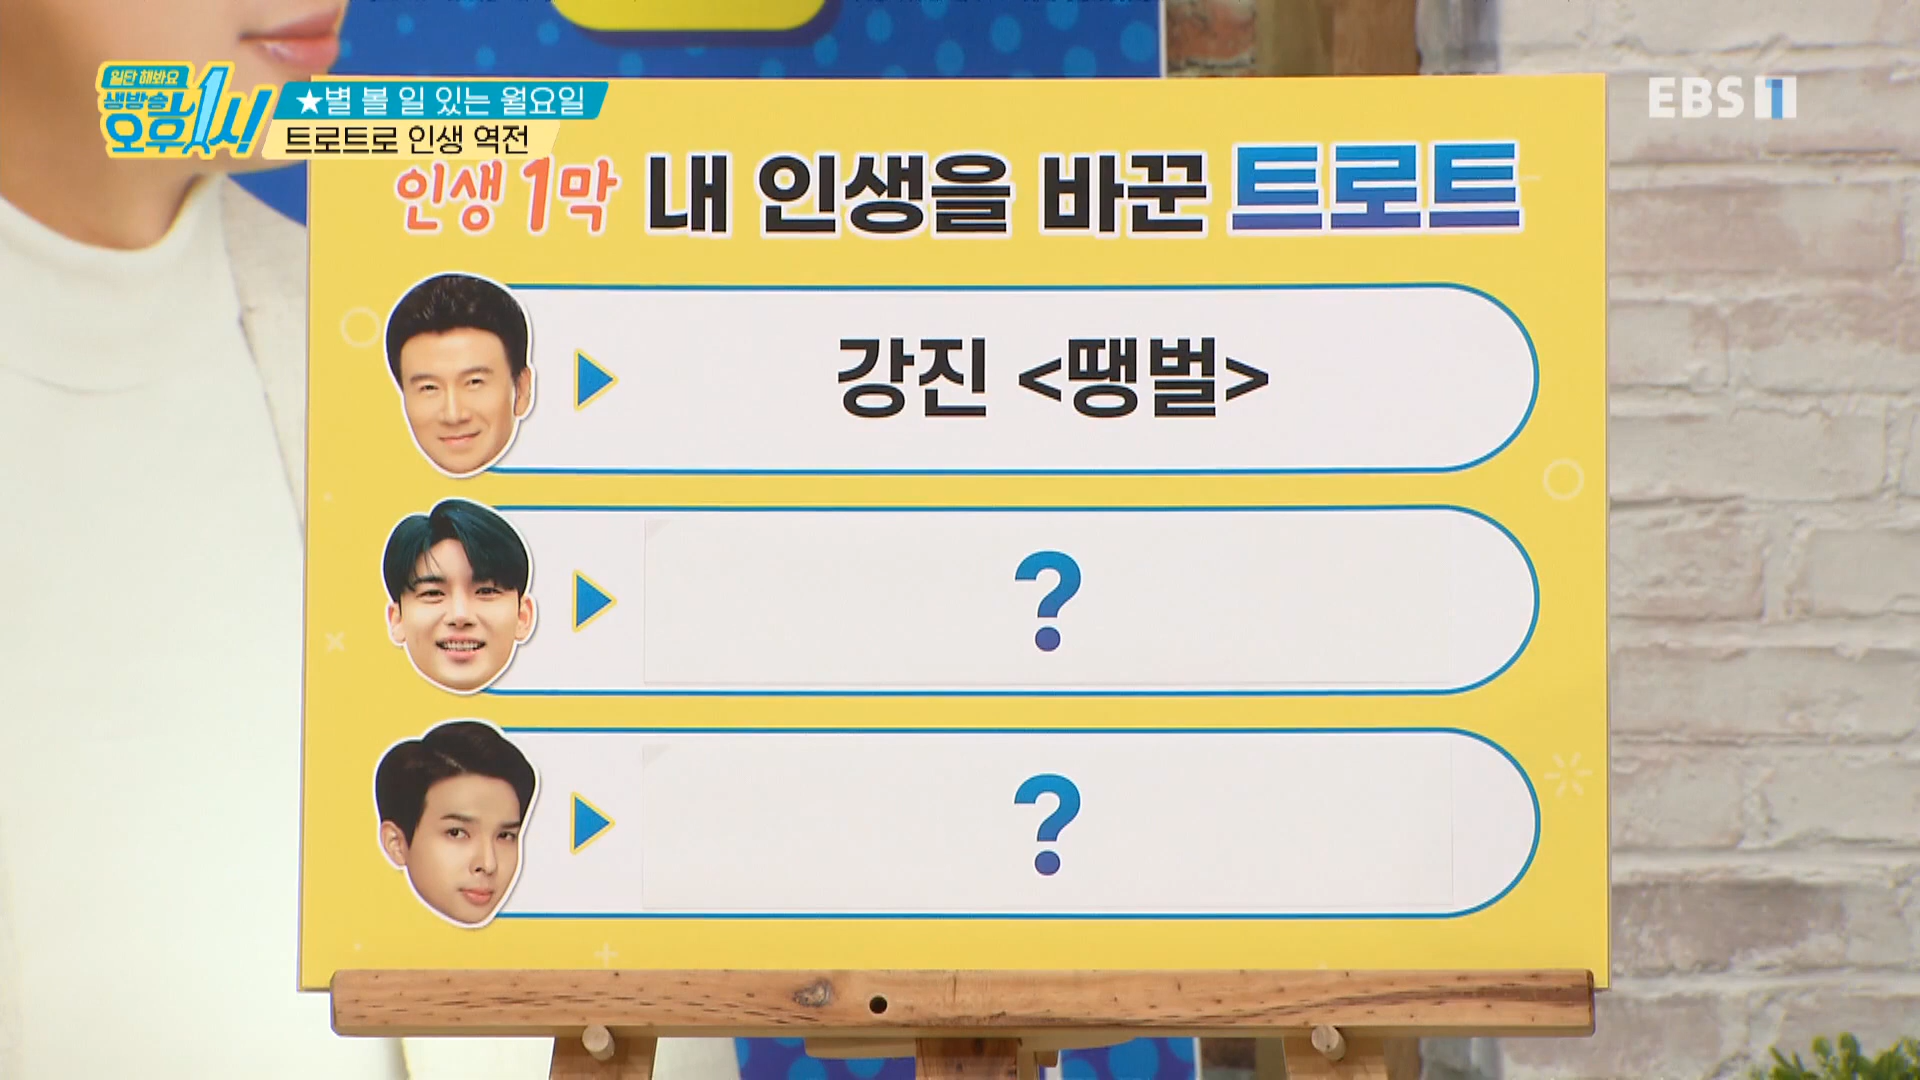 일단 해봐요
생방송
오후1시!
★별 볼 일 있는 월요일
트로트로 인생 역전
EBS 1
인생 1막 내 인생을 바꾼 트로트
강진 <땡벌>
?
?